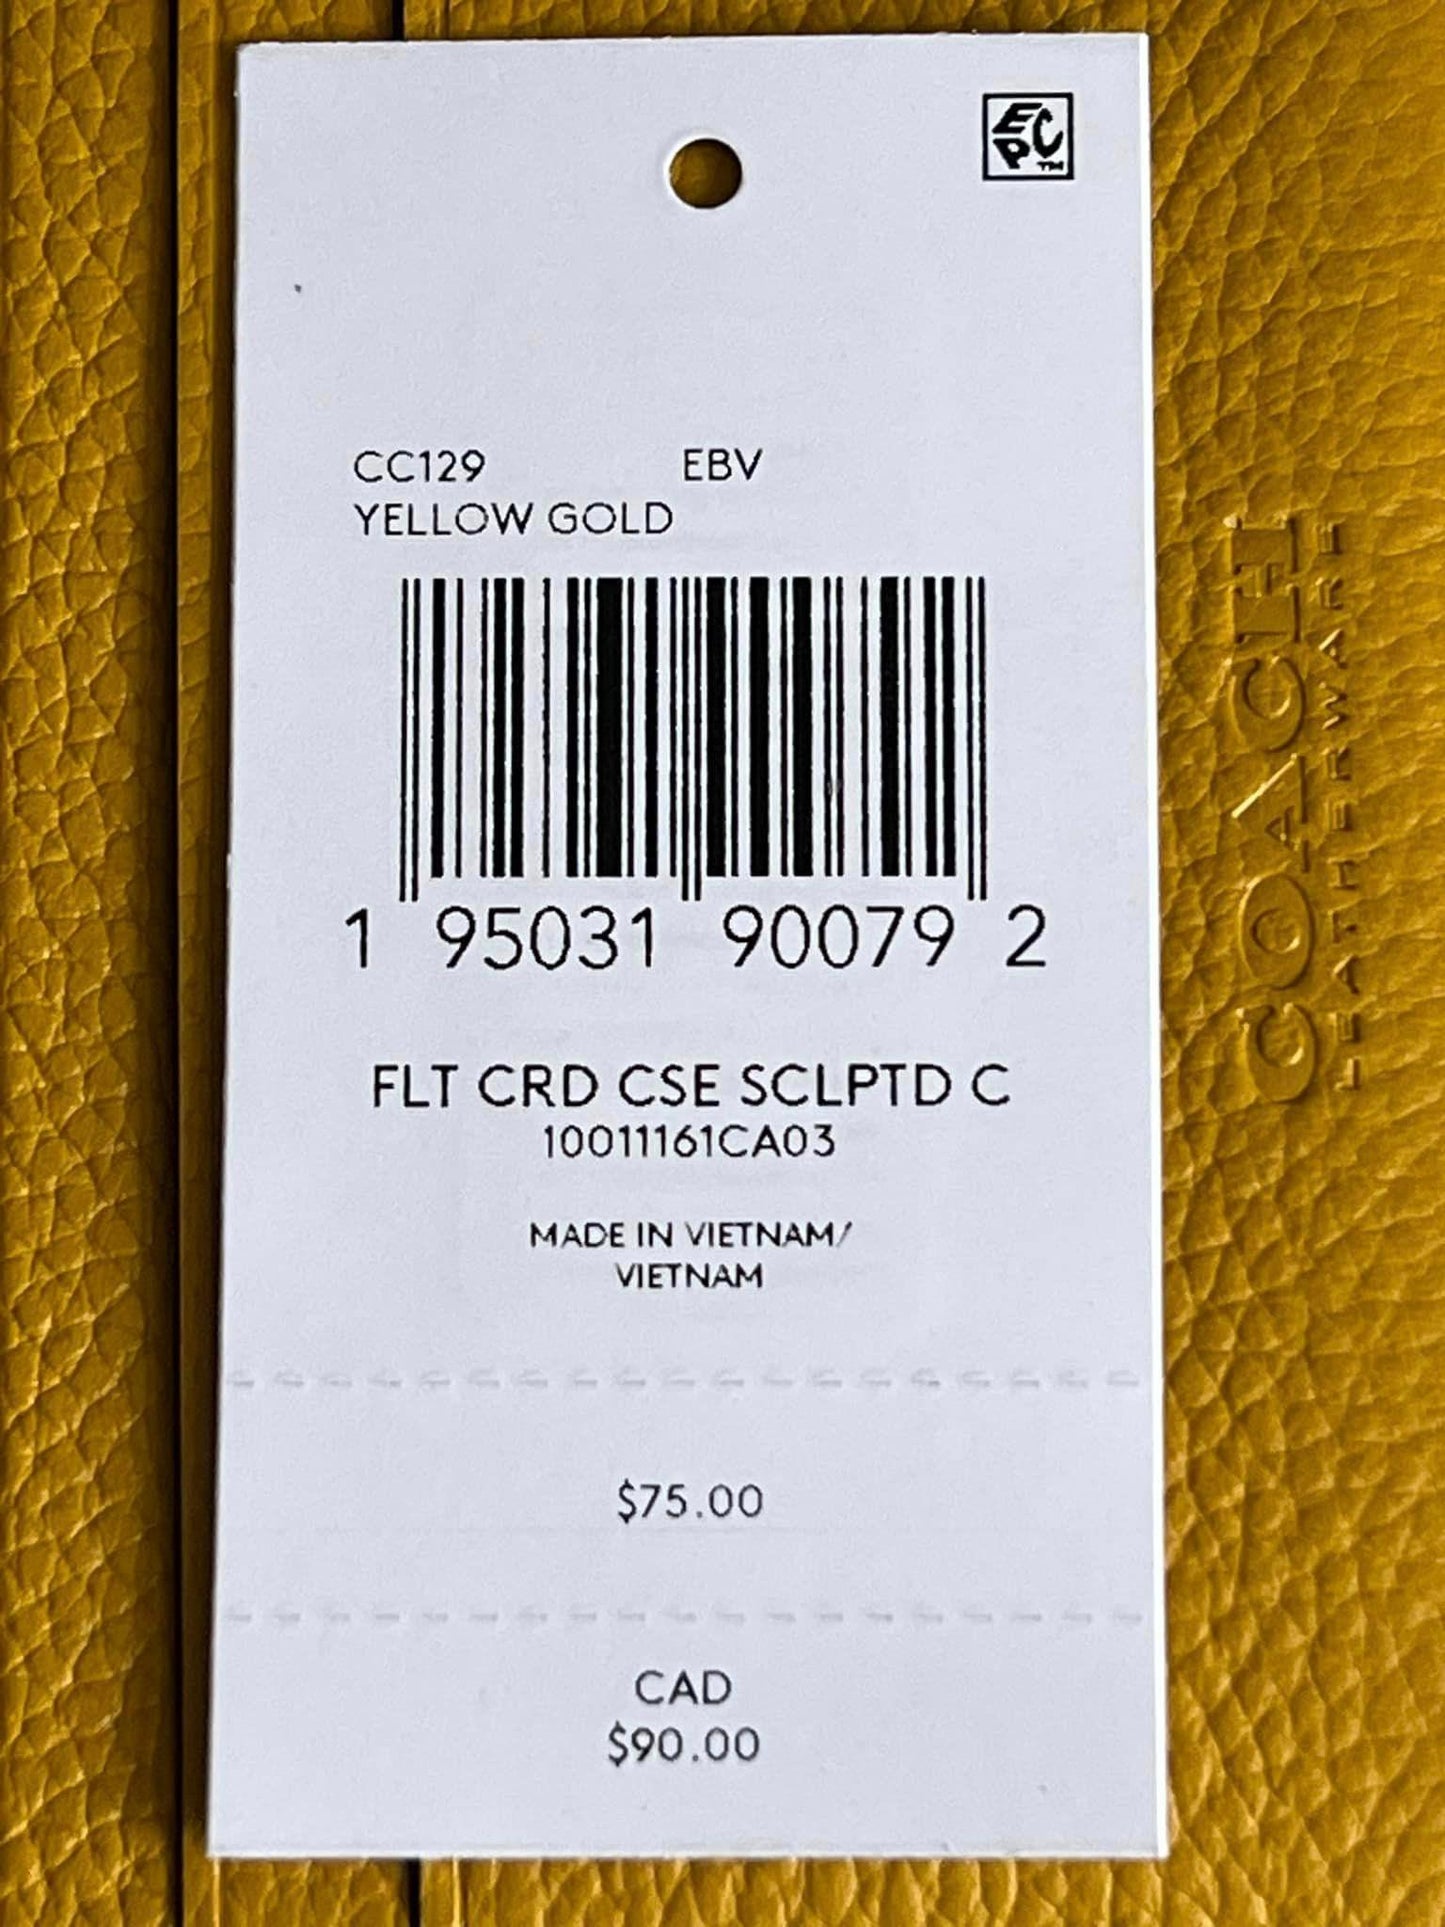 EPC™
CC129 EBV
YELLOW GOLD
1 95031 90079 2
FLT CRD CSE SCLPTD C
10011161CA03
MADE IN VIETNAM/
VIETNAM
$75.00
CAD
$90.00
COACH
LEATHERWARE